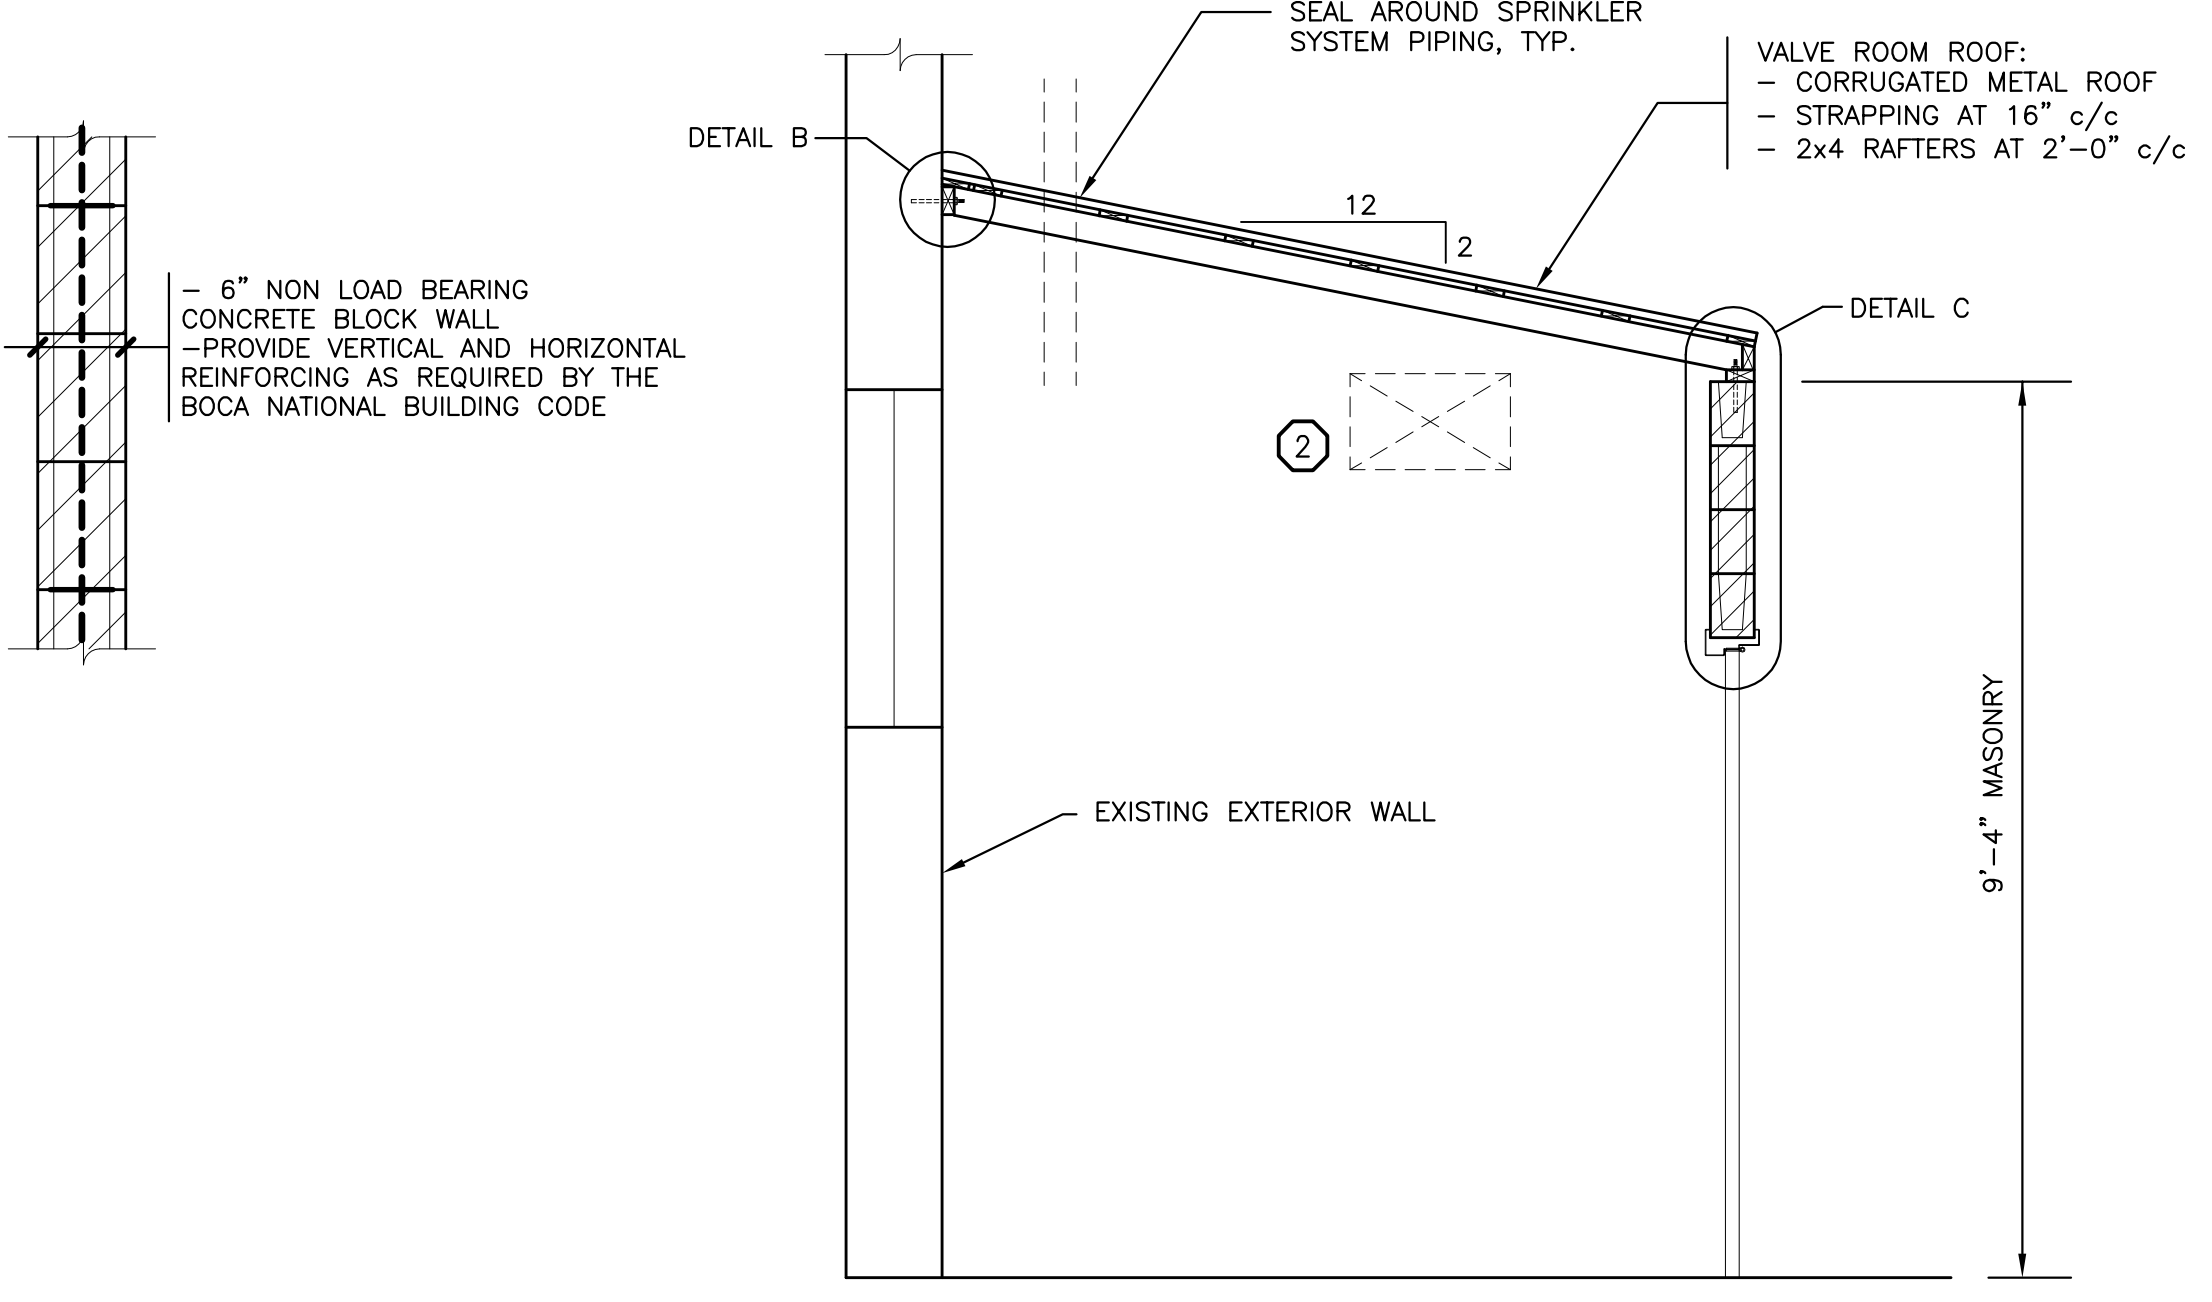 SEAL AROUND SPRINKLER
SYSTEM PIPING, TYP.
VALVE ROOM ROOF:
- CORRUGATED METAL ROOF
- STRAPPING AT 16" c/c
- 2x4 RAFTERS AT 2'-0" c/c
DETAIL B
12
2
- 6" NON LOAD BEARING
CONCRETE BLOCK WALL
-PROVIDE VERTICAL AND HORIZONTAL
REINFORCING AS REQUIRED BY THE
BOCA NATIONAL BUILDING CODE
DETAIL C
2
9'-4" MASONRY
EXISTING EXTERIOR WALL